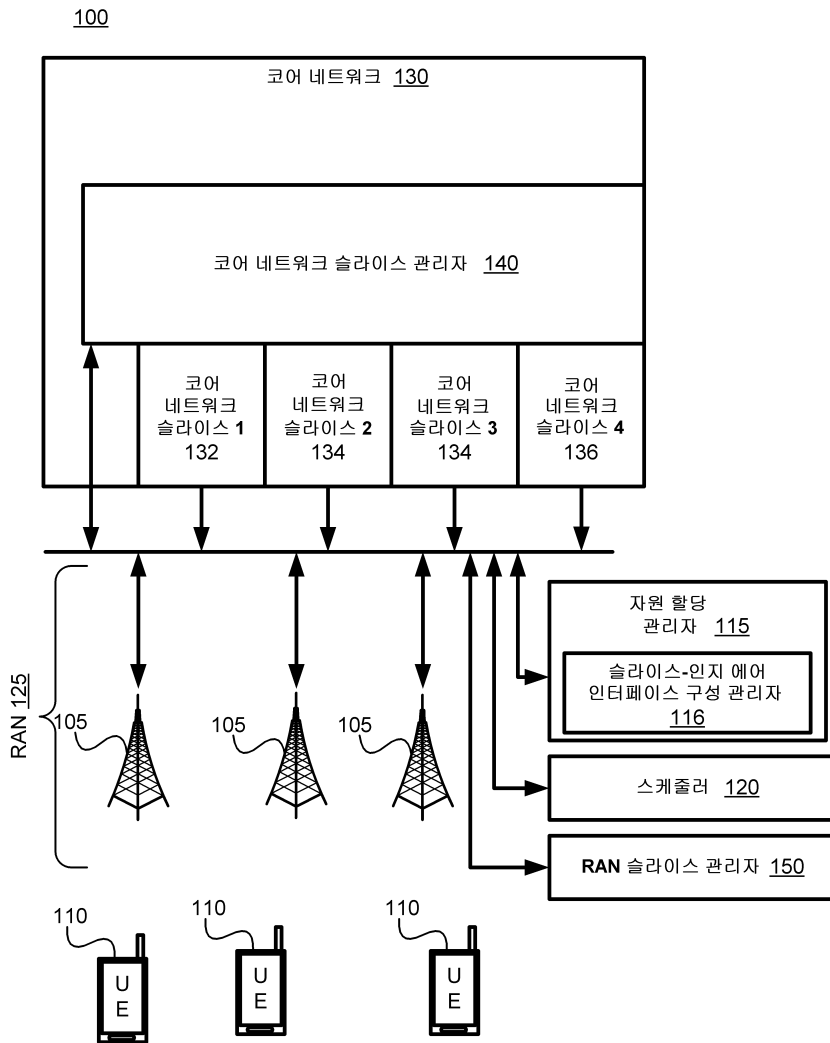 100
코어 네트워크 130
코어 네트워크 슬라이스 관리자 140
코어
네트워크
슬라이스 1
132
코어
네트워크
슬라이스 2
134
코어
네트워크
슬라이스 3
134
코어
네트워크
슬라이스 4
136
RAN 125
105
105
105
자원 할당
관리자 115
슬라이스-인지 에어
인터페이스 구성 관리자
116
스케줄러 120
RAN 슬라이스 관리자 150
110
110
110
U
E
U
E
U
E